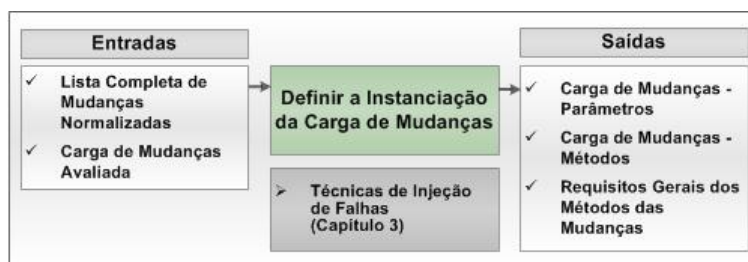 Entradas
Lista Completa de
Mudanças
Normalizadas
Carga de Mudanças
Avaliada
Definir a Instanciação
da Carga de Mudanças
Técnicas de Injeção
de Falhas
(Capítulo 3)
Saídas
Carga de Mudanças -
Parâmetros
Carga de Mudanças -
Métodos
Requisitos Gerais dos
Métodos das
Mudanças